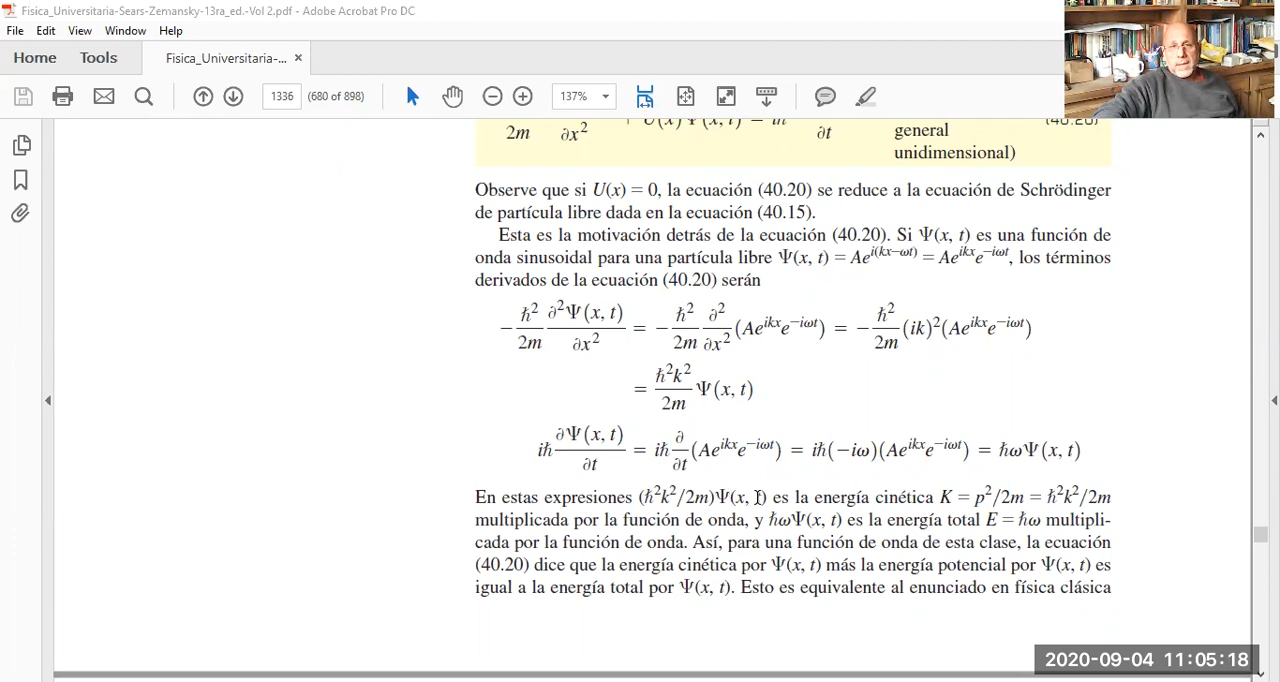 Fisica_Universitaria-Sears-Zemansky-13ra_ed.-Vol 2.pdf - Adobe Acrobat Pro DC
File Edit View Window Help
Home Tools Fisica_Universitaria-... ×
1336 (680 of 898) 137%
2m ∂x² ∂t general
unidimensional)
Observe que si U(x) = 0, la ecuación (40.20) se reduce a la ecuación de Schrödinger
de partícula libre dada en la ecuación (40.15).
Esta es la motivación detrás de la ecuación (40.20). Si Ψ(x, t) es una función de
onda sinusoidal para una partícula libre Ψ(x, t) = Ae^{i(kx−ωt)} = Ae^{ikx}e^{−iωt}, los términos
derivados de la ecuación (40.20) serán
−ħ²/2m ∂²Ψ(x, t)/∂x² = −ħ²/2m ∂²/∂x² (Ae^{ikx}e^{−iωt}) = −ħ²/2m (ik)²(Ae^{ikx}e^{−iωt})
= ħ²k²/2m Ψ(x, t)
iħ ∂Ψ(x, t)/∂t = iħ ∂/∂t (Ae^{ikx}e^{−iωt}) = iħ(−iω)(Ae^{ikx}e^{−iωt}) = ħωΨ(x, t)
En estas expresiones (ħ²k²/2m)Ψ(x, t) es la energía cinética K = p²/2m = ħ²k²/2m
multiplicada por la función de onda, y ħωΨ(x, t) es la energía total E = ħω multipli-
cada por la función de onda. Así, para una función de onda de esta clase, la ecuación
(40.20) dice que la energía cinética por Ψ(x, t) más la energía potencial por Ψ(x, t) es
igual a la energía total por Ψ(x, t). Esto es equivalente al enunciado en física clásica
2020-09-04 11:05:18